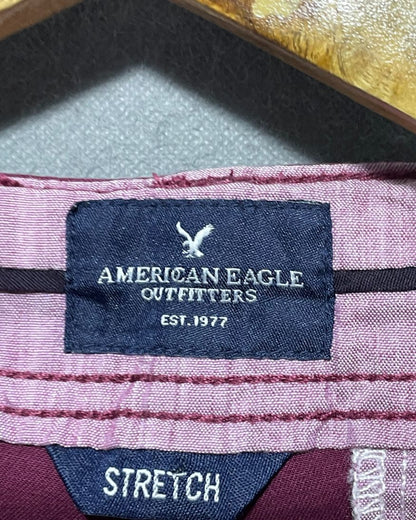 AMERICAN EAGLE
OUTFITTERS
EST. 1977
STRETCH